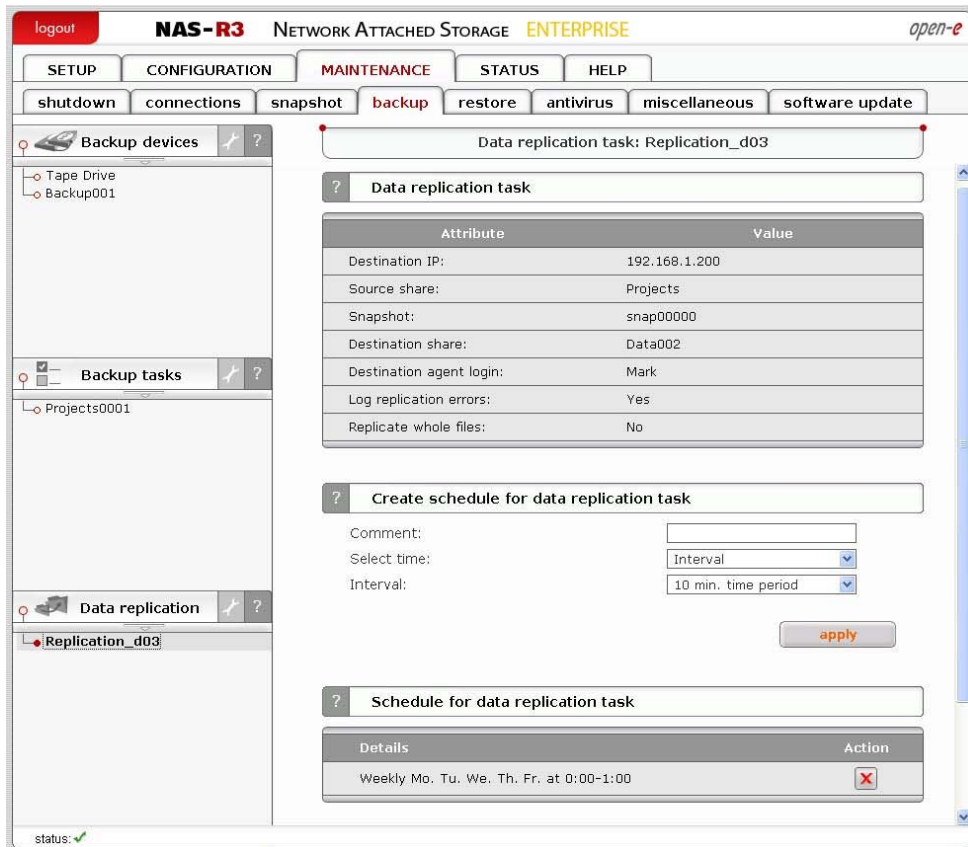 logout
NAS-R3 NETWORK ATTACHED STORAGE ENTERPRISE
open-e
SETUP CONFIGURATION MAINTENANCE STATUS HELP
shutdown connections snapshot backup restore antivirus miscellaneous software update
Backup devices ?
Tape Drive
Backup001
Backup tasks ?
Projects0001
Data replication ?
Replication_d03
Data replication task: Replication_d03
? Data replication task
Attribute Value
Destination IP: 192.168.1.200
Source share: Projects
Snapshot: snap00000
Destination share: Data002
Destination agent login: Mark
Log replication errors: Yes
Replicate whole files: No
? Create schedule for data replication task
Comment:
Select time: Interval
Interval: 10 min. time period
apply
? Schedule for data replication task
Details Action
Weekly Mo. Tu. We. Th. Fr. at 0:00-1:00
status: